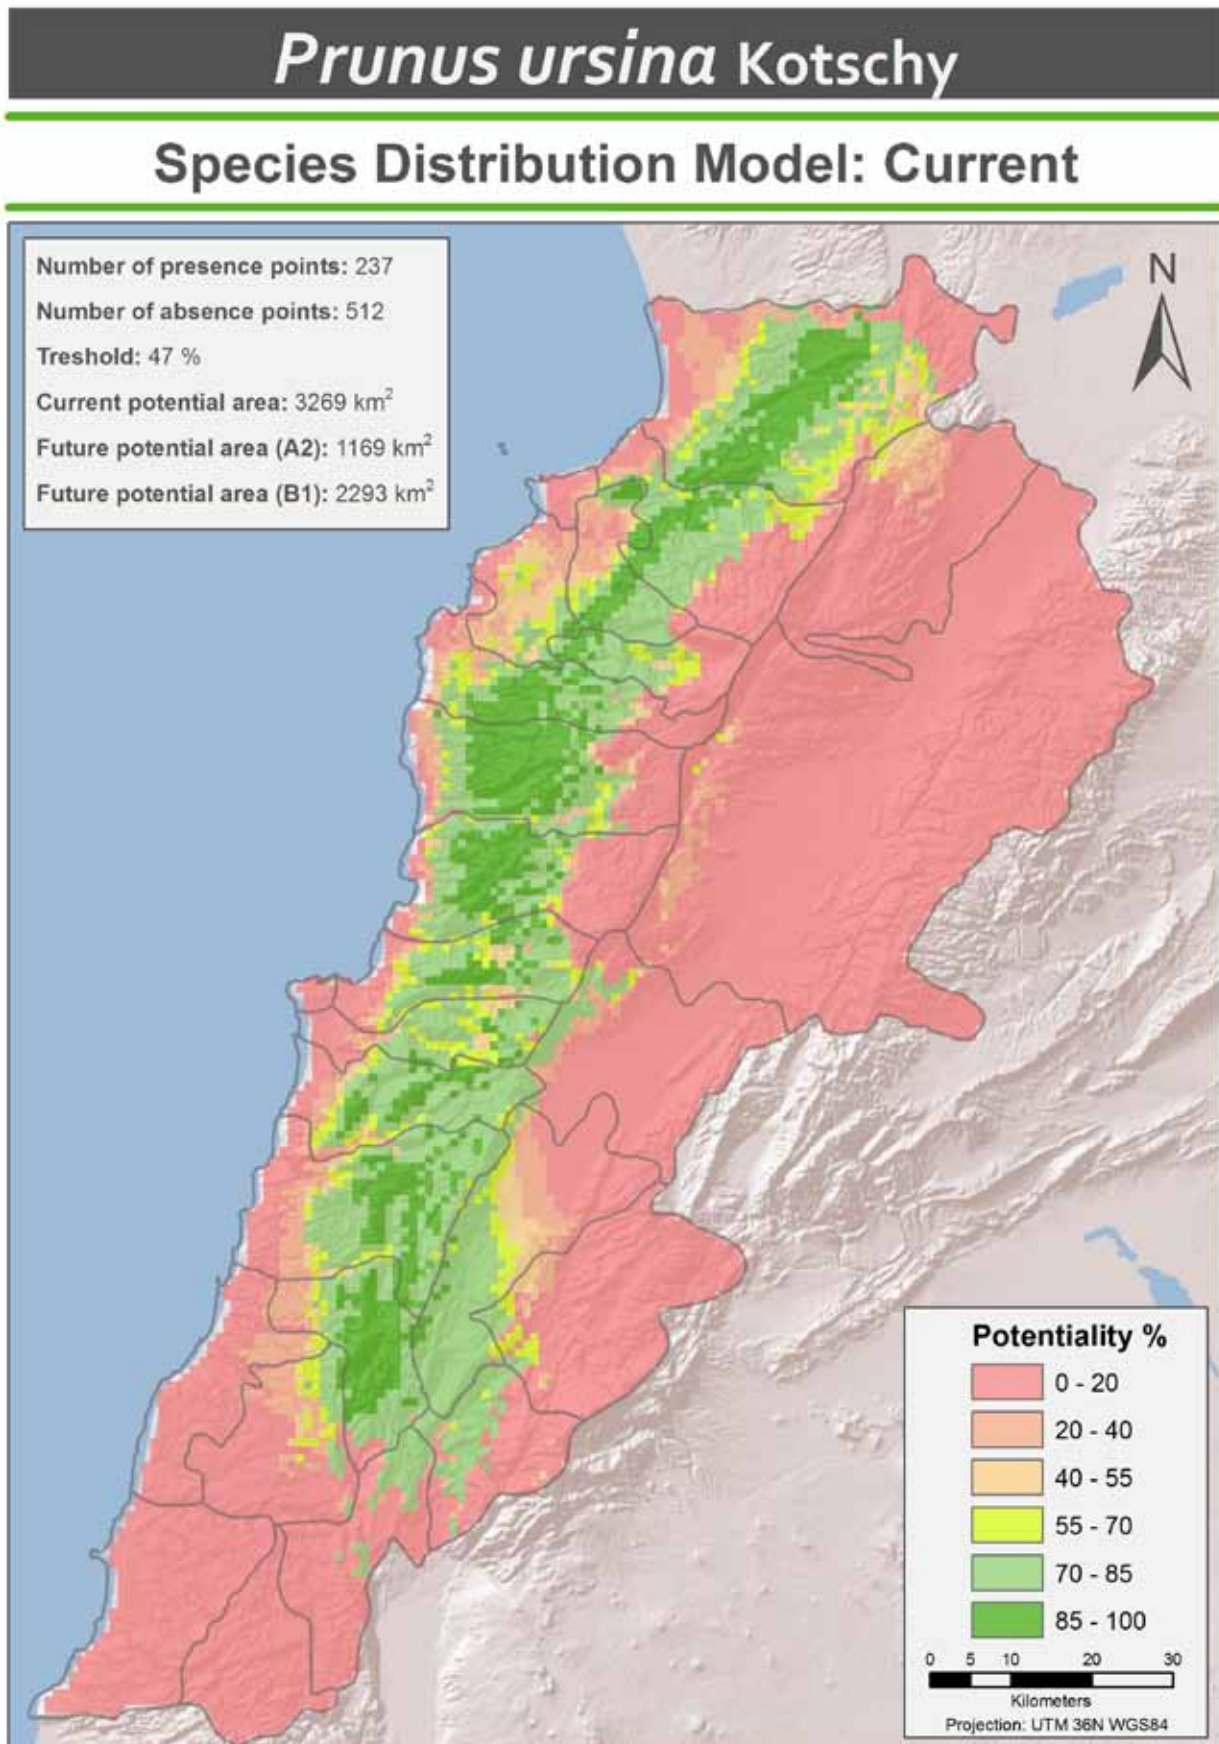 Prunus ursina Kotschy
Species Distribution Model: Current
Number of presence points: 237
Number of absence points: 512
Treshold: 47 %
Current potential area: 3269 km²
Future potential area (A2): 1169 km²
Future potential area (B1): 2293 km²
N
Potentiality %
0 - 20
20 - 40
40 - 55
55 - 70
70 - 85
85 - 100
0 5 10 20 30
Kilometers
Projection: UTM 36N WGS84